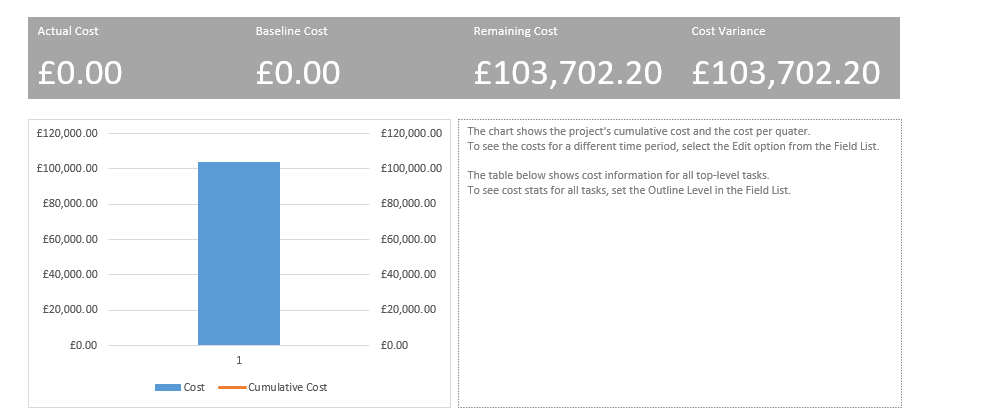 Actual Cost
Baseline Cost
Remaining Cost
Cost Variance
£0.00
£0.00
£103,702.20
£103,702.20
£120,000.00
£100,000.00
£80,000.00
£60,000.00
£40,000.00
£20,000.00
£0.00
£120,000.00
£100,000.00
£80,000.00
£60,000.00
£40,000.00
£20,000.00
£0.00
1
Cost
Cumulative Cost
The chart shows the project's cumulative cost and the cost per quater.
To see the costs for a different time period, select the Edit option from the Field List.
The table below shows cost information for all top-level tasks.
To see cost stats for all tasks, set the Outline Level in the Field List.